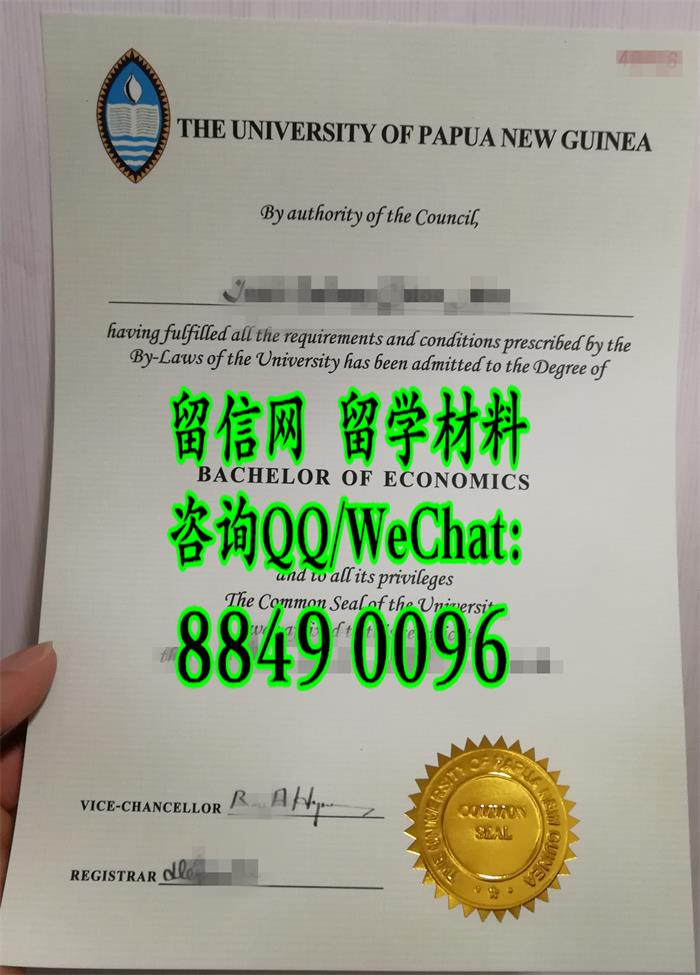 THE UNIVERSITY OF PAPUA NEW GUINEA
By authority of the Council,
having fulfilled all the requirements and conditions prescribed by the
By-Laws of the University has been admitted to the Degree of
留信网 留学材料
BACHELOR OF ECONOMICS
咨询QQ/WeChat:
and to all its privileges
The Common Seal of the
8849 0096
VICE-CHANCELLOR
REGISTRAR
THE UNIVERSITY OF PAPUA NEW GUINEA
COMMON
SEAL